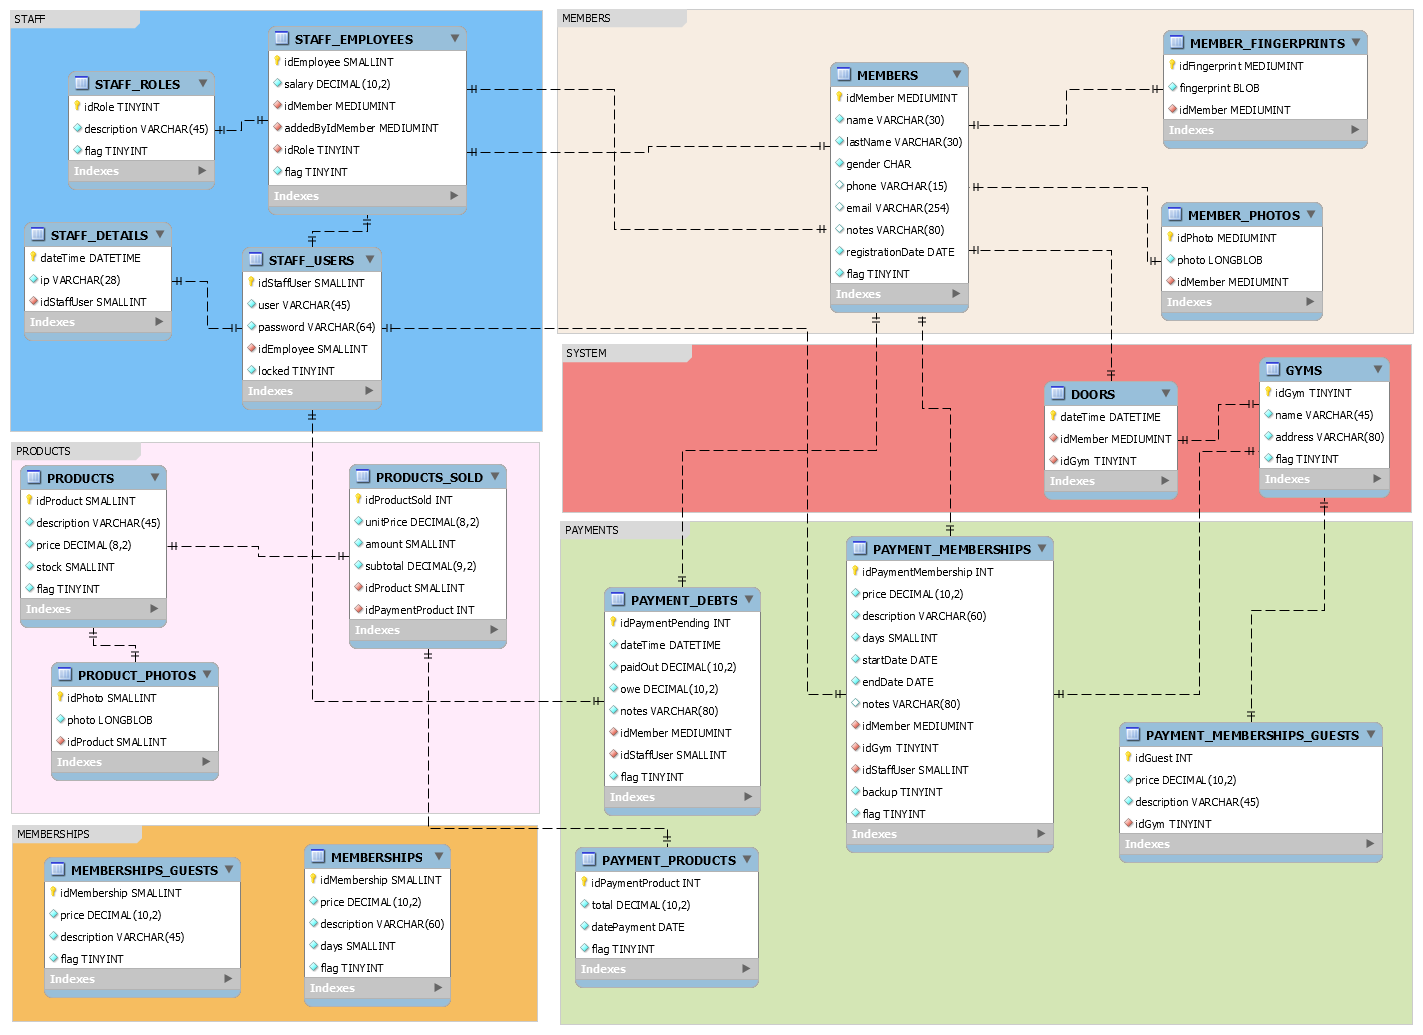 STAFF
STAFF_EMPLOYEES
idEmployee SMALLINT
salary DECIMAL(10,2)
idMember MEDIUMINT
addedByIdMember MEDIUMINT
idRole TINYINT
flag TINYINT
Indexes
STAFF_ROLES
idRole TINYINT
description VARCHAR(45)
flag TINYINT
Indexes
STAFF_DETAILS
dateTime DATETIME
ip VARCHAR(28)
idStaffUser SMALLINT
Indexes
STAFF_USERS
idStaffUser SMALLINT
user VARCHAR(45)
password VARCHAR(64)
idEmployee SMALLINT
locked TINYINT
Indexes
MEMBERS
MEMBERS
idMember MEDIUMINT
name VARCHAR(30)
lastName VARCHAR(30)
gender CHAR
phone VARCHAR(15)
email VARCHAR(254)
notes VARCHAR(80)
registrationDate DATE
flag TINYINT
Indexes
MEMBER_FINGERPRINTS
idFingerprint MEDIUMINT
fingerprint BLOB
idMember MEDIUMINT
Indexes
MEMBER_PHOTOS
idPhoto MEDIUMINT
photo LONGBLOB
idMember MEDIUMINT
Indexes
SYSTEM
DOORS
dateTime DATETIME
idMember MEDIUMINT
idGym TINYINT
Indexes
GYMS
idGym TINYINT
name VARCHAR(45)
address VARCHAR(80)
flag TINYINT
Indexes
PRODUCTS
PRODUCTS
idProduct SMALLINT
description VARCHAR(45)
price DECIMAL(8,2)
stock SMALLINT
flag TINYINT
Indexes
PRODUCTS_SOLD
idProductSold INT
unitPrice DECIMAL(8,2)
amount SMALLINT
subtotal DECIMAL(9,2)
idProduct SMALLINT
idPaymentProduct INT
Indexes
PRODUCT_PHOTOS
idPhoto SMALLINT
photo LONGBLOB
idProduct SMALLINT
Indexes
PAYMENTS
PAYMENT_DEBTS
idPaymentPending INT
dateTime DATETIME
paidOut DECIMAL(10,2)
owe DECIMAL(10,2)
notes VARCHAR(80)
idMember MEDIUMINT
idStaffUser SMALLINT
flag TINYINT
Indexes
PAYMENT_MEMBERSHIPS
idPaymentMembership INT
price DECIMAL(10,2)
description VARCHAR(60)
days SMALLINT
startDate DATE
endDate DATE
notes VARCHAR(80)
idMember MEDIUMINT
idGym TINYINT
idStaffUser SMALLINT
backup TINYINT
flag TINYINT
Indexes
PAYMENT_MEMBERSHIPS_GUESTS
idGuest INT
price DECIMAL(10,2)
description VARCHAR(45)
idGym TINYINT
Indexes
PAYMENT_PRODUCTS
idPaymentProduct INT
total DECIMAL(10,2)
datePayment DATE
flag TINYINT
Indexes
MEMBERSHIPS
MEMBERSHIPS_GUESTS
idMembership SMALLINT
price DECIMAL(10,2)
description VARCHAR(45)
flag TINYINT
Indexes
MEMBERSHIPS
idMembership SMALLINT
price DECIMAL(10,2)
description VARCHAR(60)
days SMALLINT
flag TINYINT
Indexes